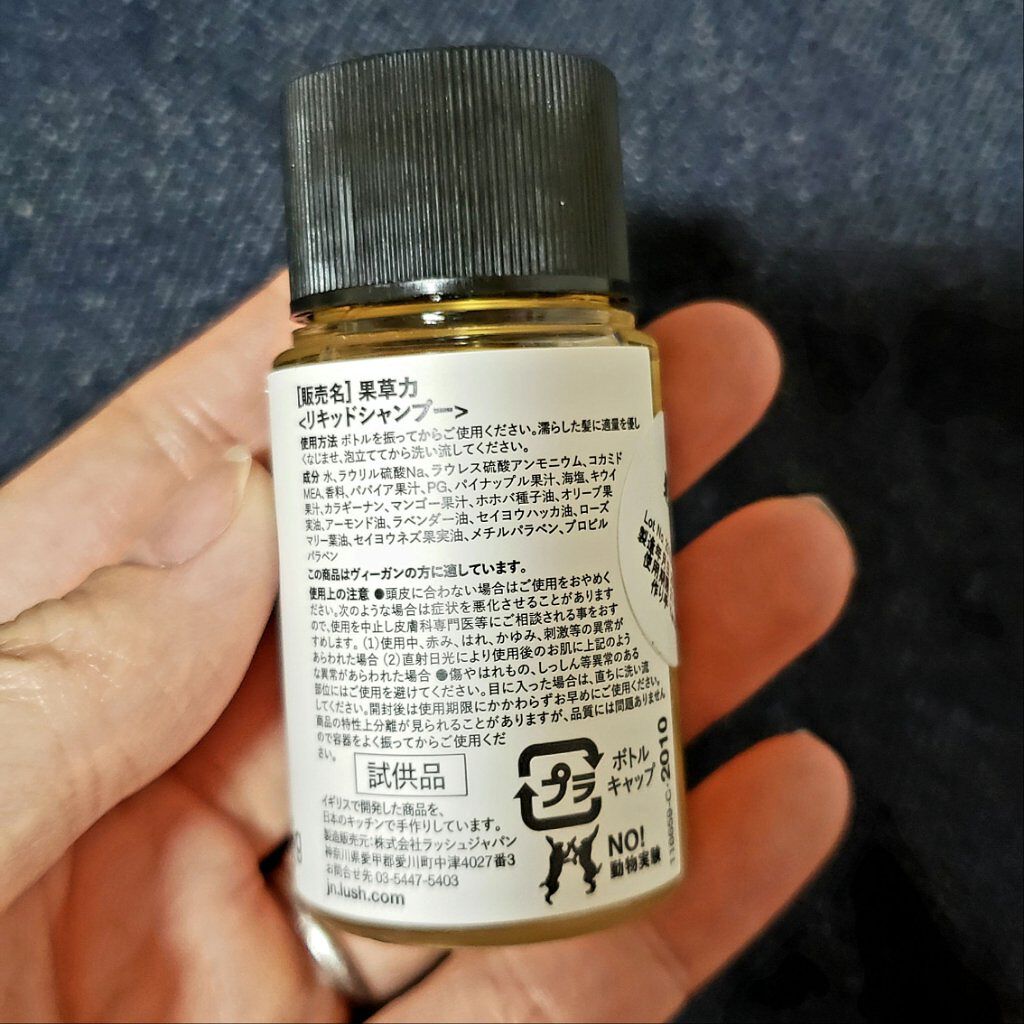 [販売名] 果草力
<リキッドシャンプー>
使用方法 ボトルを振ってからご使用ください。濡らした髪に適量を優し
くなじませ、泡立ててから洗い流してください。
成分 水、ラウリル硫酸Na、ラウレス硫酸アンモニウム、コカミド
MEA、香料、パパイア果汁、PG、パイナップル果汁、海塩、キウイ
果汁、カラギーナン、マンゴー果汁、ホホバ種子油、オリーブ果
実油、アーモンド油、ラベンダー油、セイヨウハッカ油、ローズ
マリー葉油、セイヨウネズ果実油、メチルパラベン、プロピル
パラベン
この商品はヴィーガンの方に適しています。
使用上の注意 ●頭皮に合わない場合はご使用をおやめく
ださい。次のような場合は症状を悪化させることがあります
ので、使用を中止し皮膚科専門医等にご相談される事をおす
すめします。(1)使用中、赤み、はれ、かゆみ、刺激等の異常が
あらわれた場合 (2)直射日光により使用後のお肌に上記のよう
な異常があらわれた場合 ●傷やはれもの、しっしん等異常のある
部位にはご使用を避けてください。目に入った場合は、直ちに洗い流
してください。開封後は使用期限にかかわらずお早めにご使用ください。
商品の特性上分離が見られることがありますが、品質には問題ありません
ので容器をよく振ってからご使用くだ
さい。
試供品
イギリスで開発した商品を、
日本のキッチンで手作りしています。
製造販売元:株式会社ラッシュジャパン
神奈川県愛甲郡愛川町中津4027番3
お問合せ先 03-5447-5403
jn.lush.com
プラ
ボトル
キャップ
NO!
動物実験
2010
Lot No